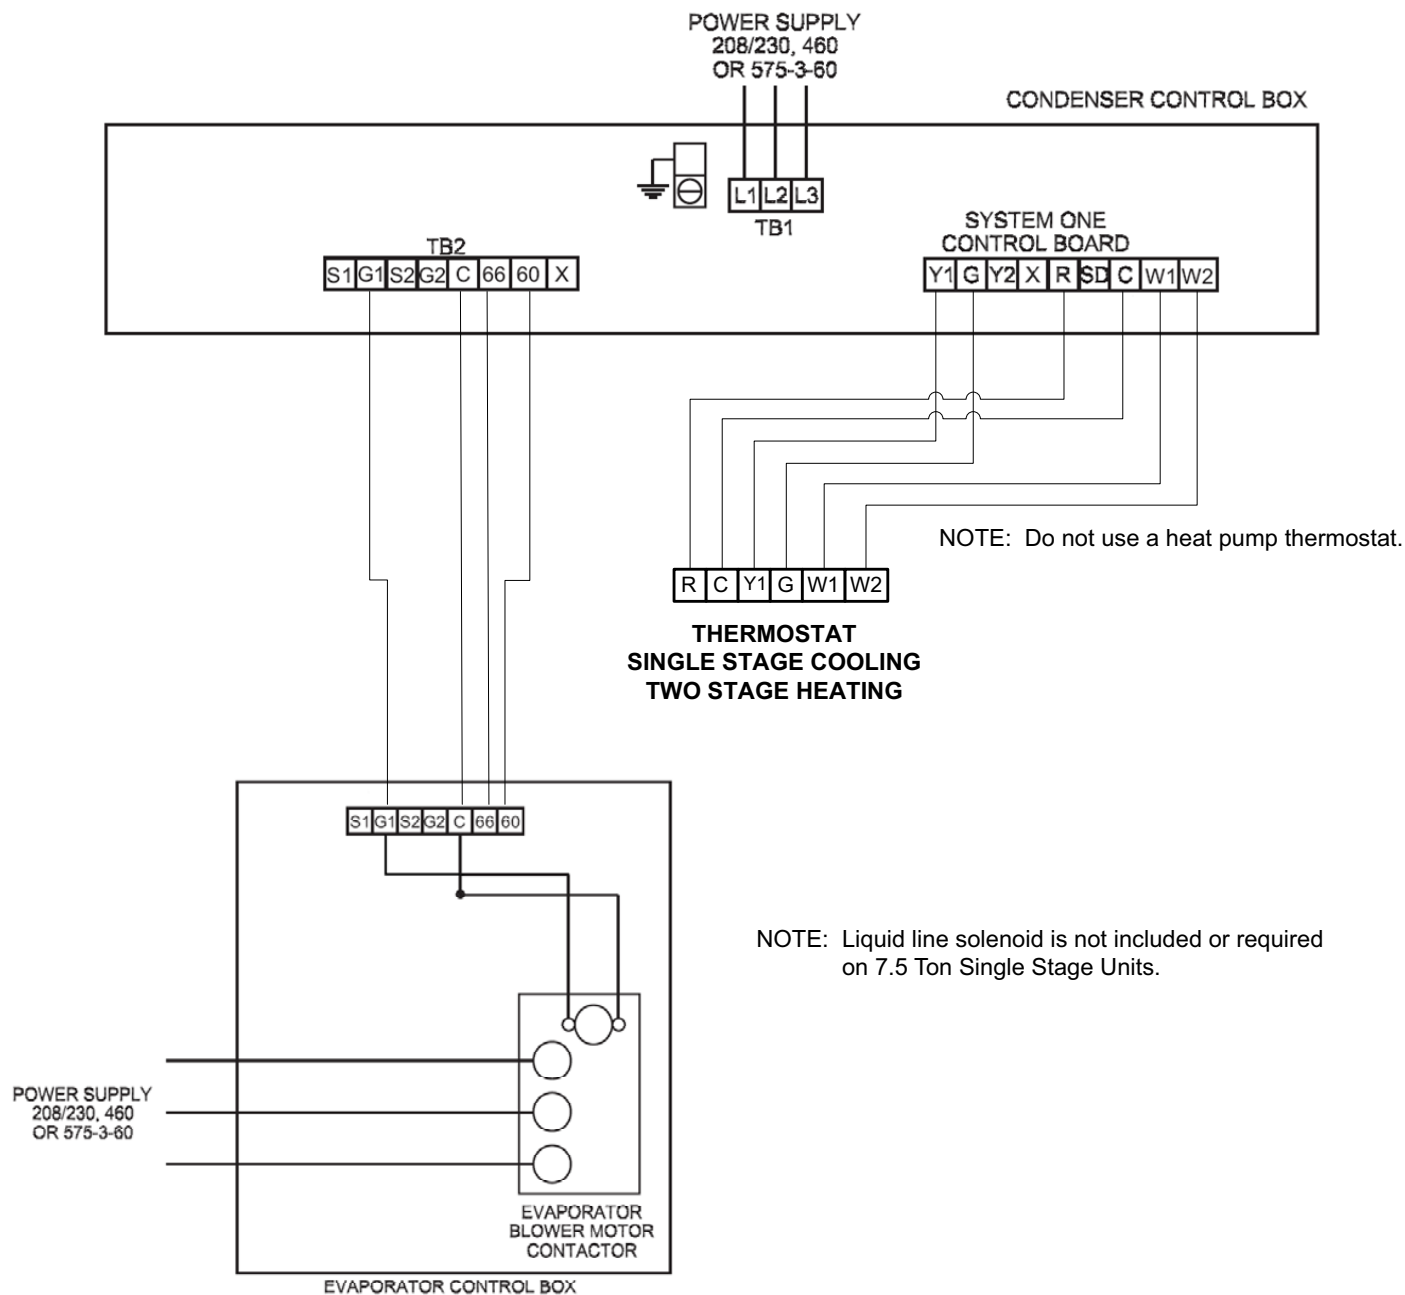 POWER SUPPLY
208/230, 460
OR 575-3-60
CONDENSER CONTROL BOX
L1 L2 L3
TB1
SYSTEM ONE
CONTROL BOARD
Y1 G Y2 X R SD C W1 W2
TB2
S1 G1 S2 G2 C 66 60 X
NOTE: Do not use a heat pump thermostat.
R C Y1 G W1 W2
THERMOSTAT
SINGLE STAGE COOLING
TWO STAGE HEATING
S1 G1 S2 G2 C 66 60
NOTE: Liquid line solenoid is not included or required
on 7.5 Ton Single Stage Units.
POWER SUPPLY
208/230, 460
OR 575-3-60
EVAPORATOR
BLOWER MOTOR
CONTACTOR
EVAPORATOR CONTROL BOX